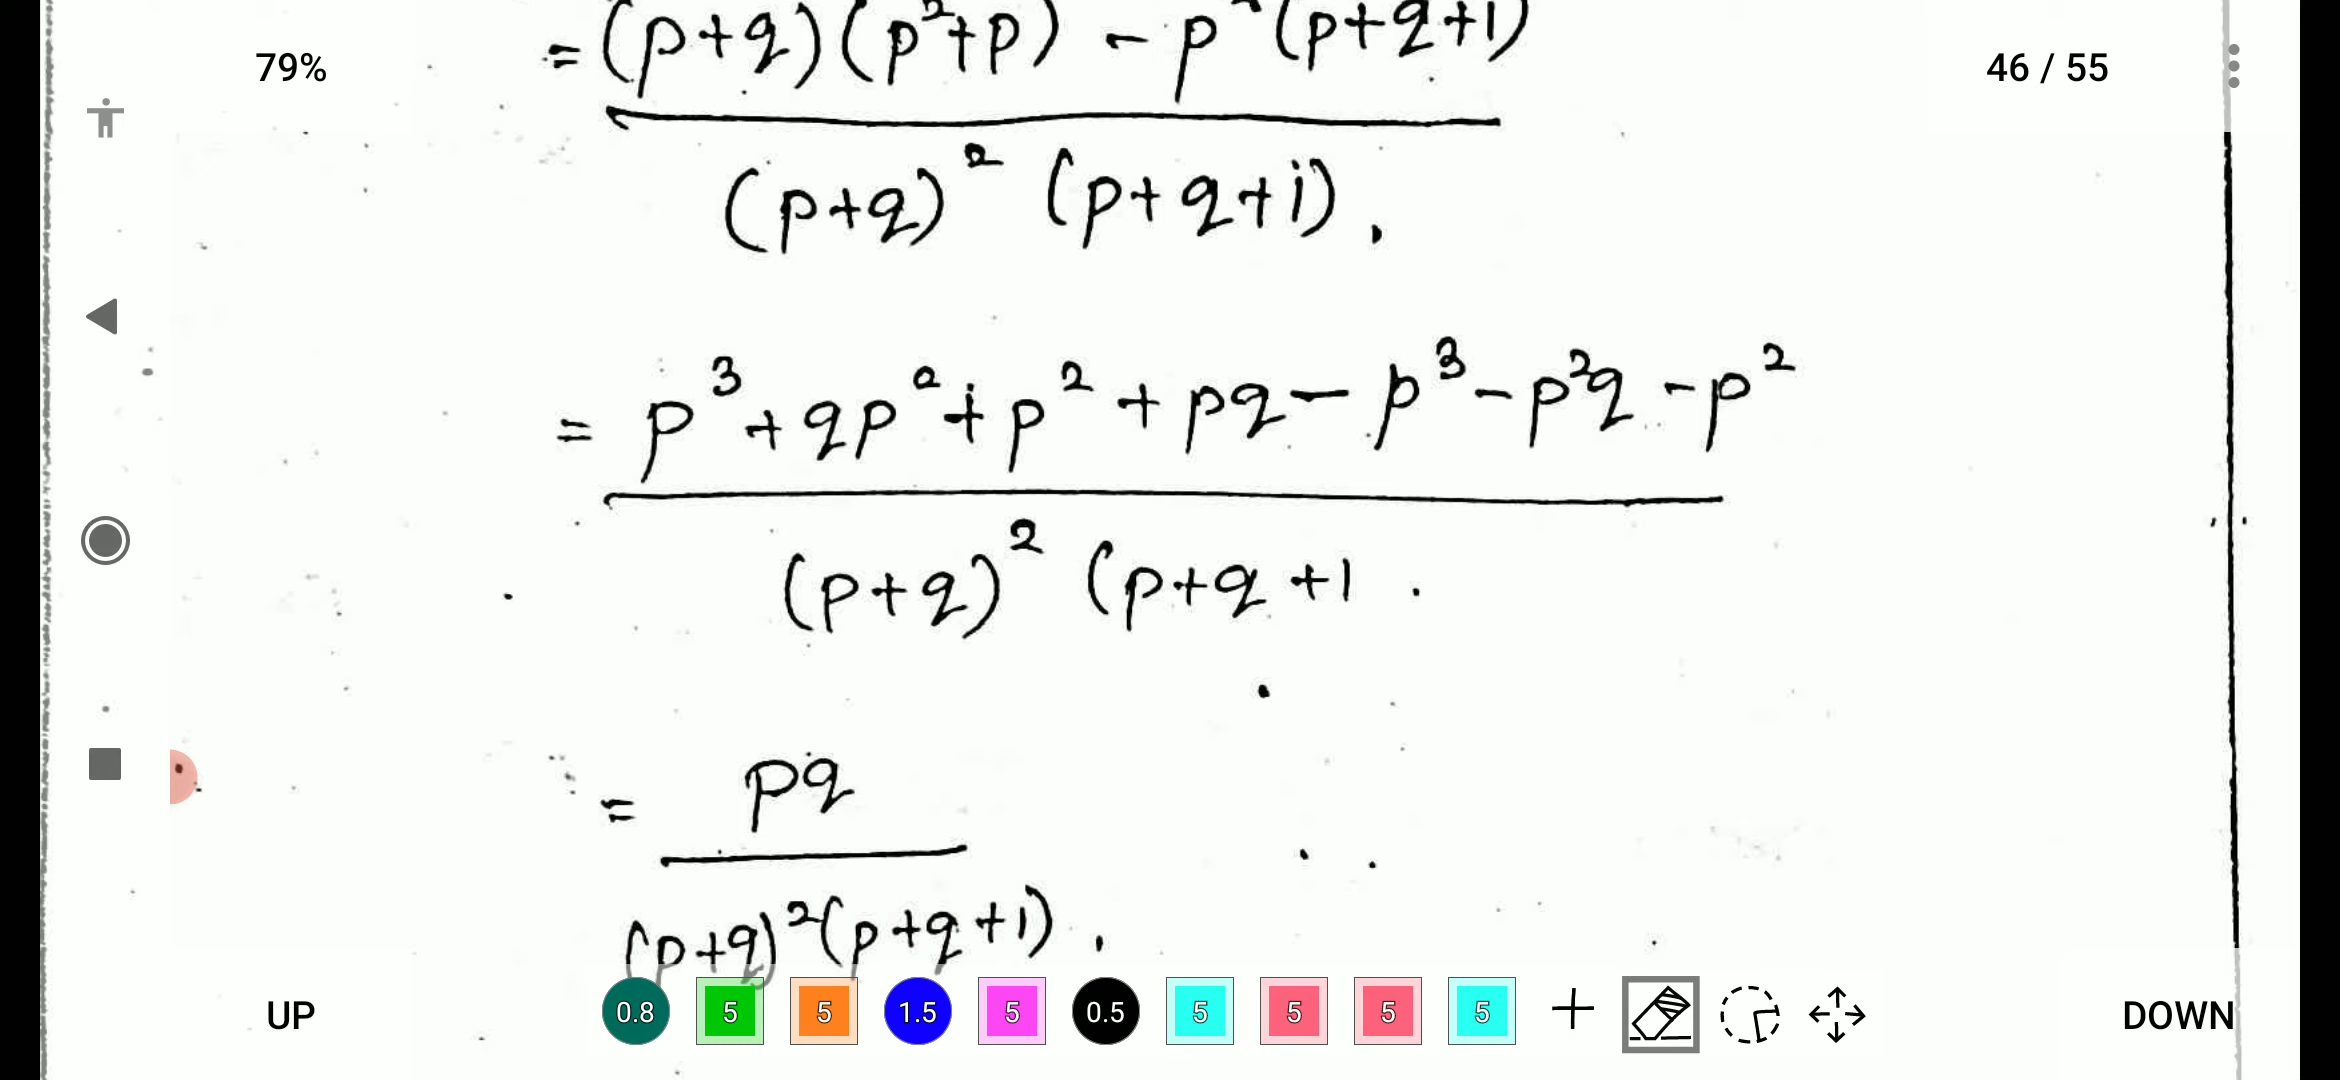 79%
46 / 55
= (p+q)(p²+p) - p²(p+q+1)
(p+q)² (p+q+1).
= p³ + qp² + p² + pq - p³ - p²q - p²
(p+q)² (p+q+1 .
= pq
(p+q)²(p+q+1).
UP 0.8 5 5 1.5 5 0.5 5 5 5 5 + DOWN